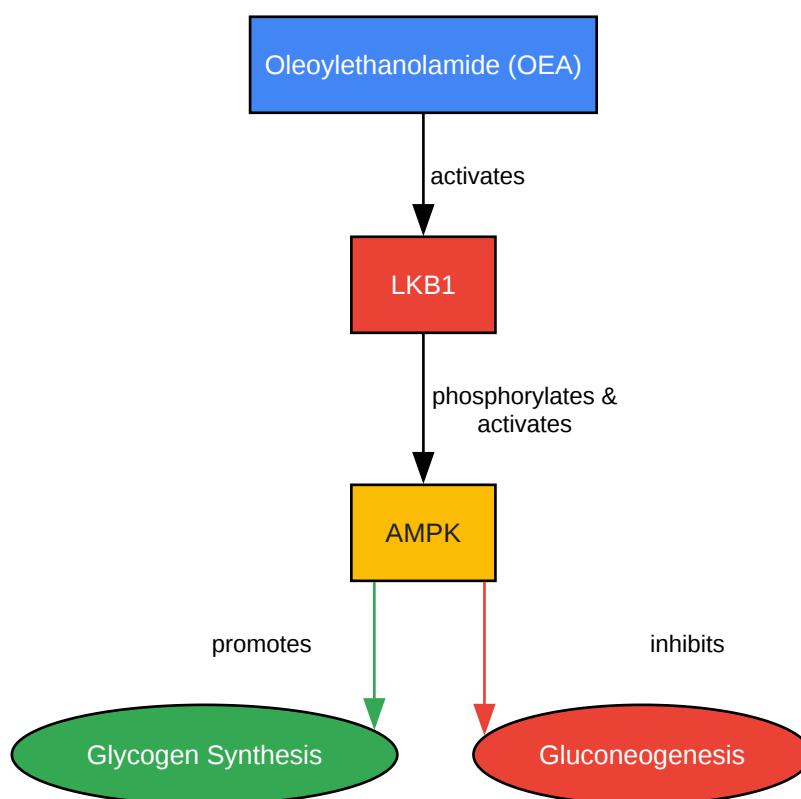 Oleoylethanolamide (OEA)
activates
LKB1
phosphorylates &
activates
AMPK
promotes
inhibits
Glycogen Synthesis
Gluconeogenesis